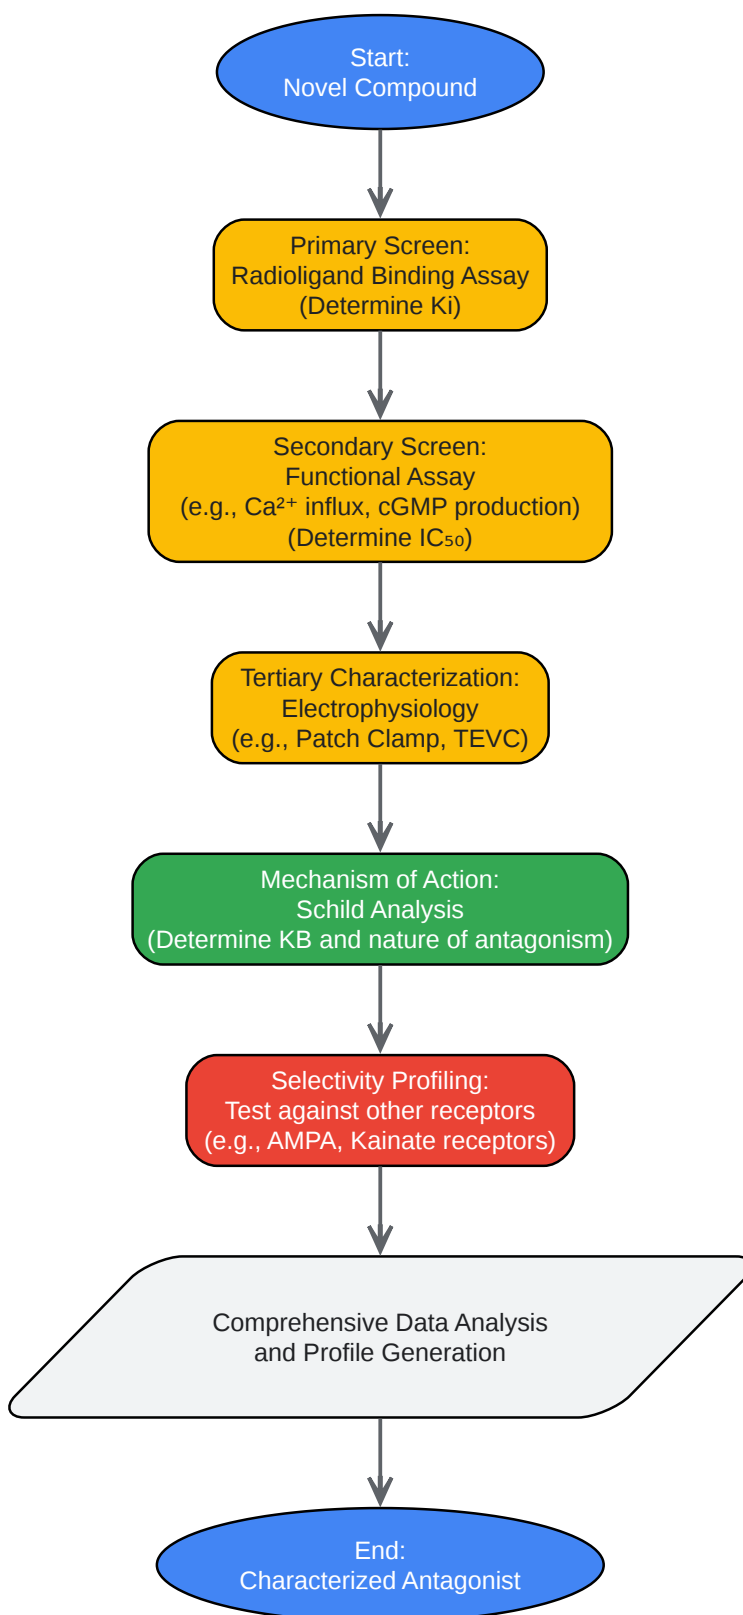 Start:
Novel Compound
Primary Screen:
Radioligand Binding Assay
(Determine Ki)
Secondary Screen:
Functional Assay
(e.g., Ca²⁺ influx, cGMP production)
(Determine IC₅₀)
Tertiary Characterization:
Electrophysiology
(e.g., Patch Clamp, TEVC)
Mechanism of Action:
Schild Analysis
(Determine KB and nature of antagonism)
Selectivity Profiling:
Test against other receptors
(e.g., AMPA, Kainate receptors)
Comprehensive Data Analysis
and Profile Generation
End:
Characterized Antagonist